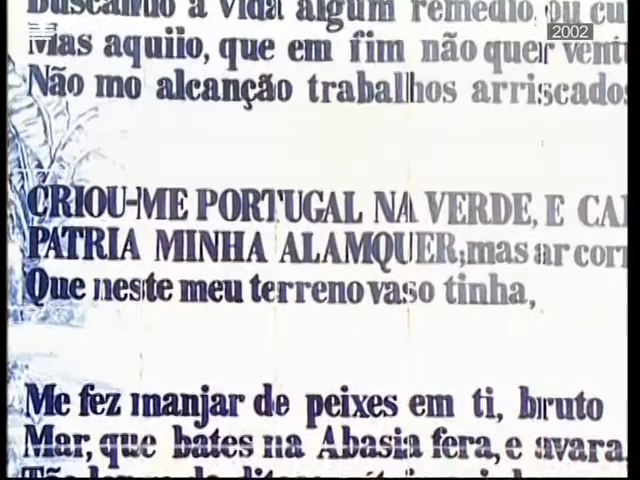 2002
Buscando á vida algum remedio, ou cu
Mas aquilo, que em fim não quer vent
Não mo alcanção trabalhos arriscados
CRIOU-ME PORTUGAL NA VERDE, E CA
PATRIA MINHA ALAMQUER; mas ar corr
Que neste meu terreno vaso tinha,
Me fez manjar de peixes em ti, bruto
Mar, que bates na Abasia fera, e avara